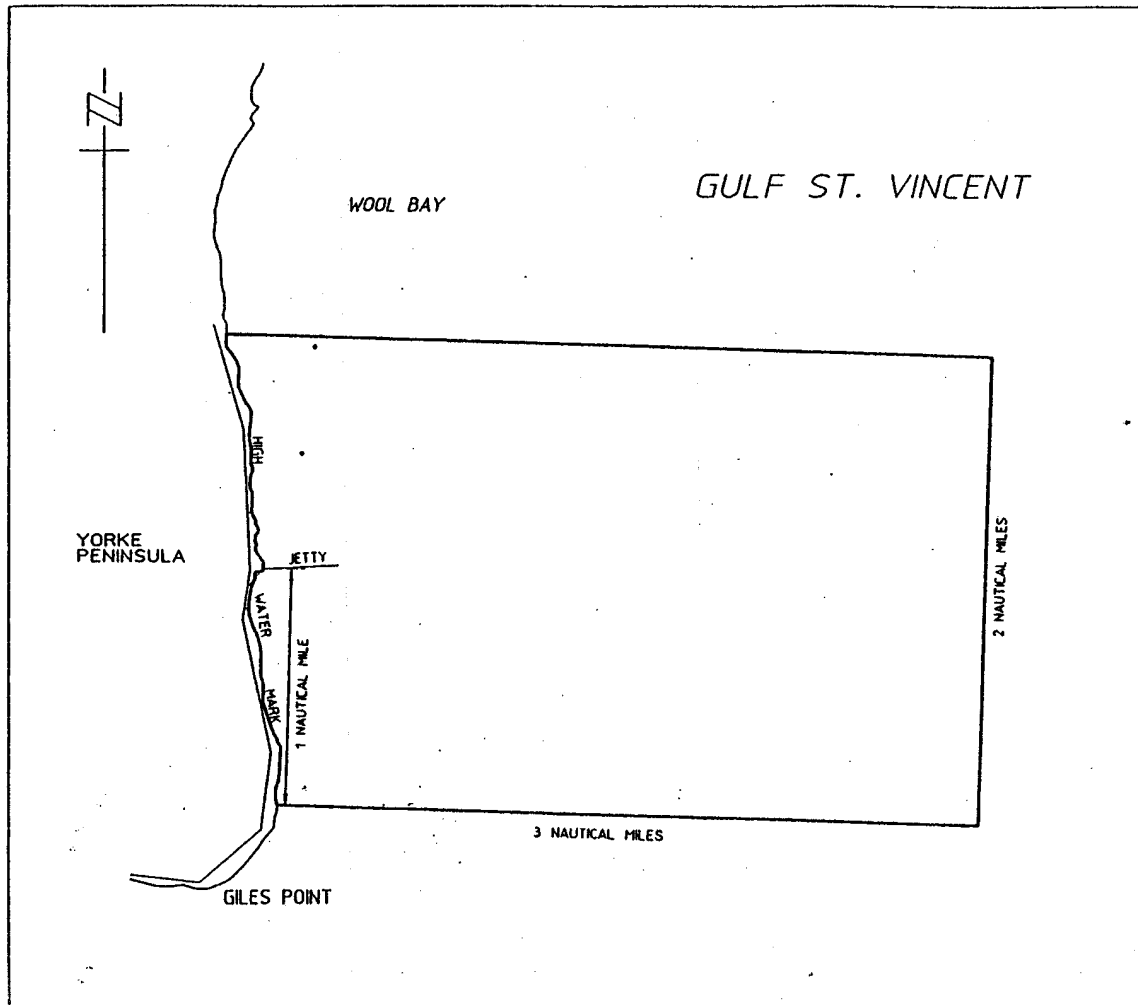 N
WOOL BAY
GULF ST. VINCENT
HIGH
YORKE
PENINSULA
JETTY
WATER
MARK
1 NAUTICAL MILE
2 NAUTICAL MILES
3 NAUTICAL MILES
GILES POINT